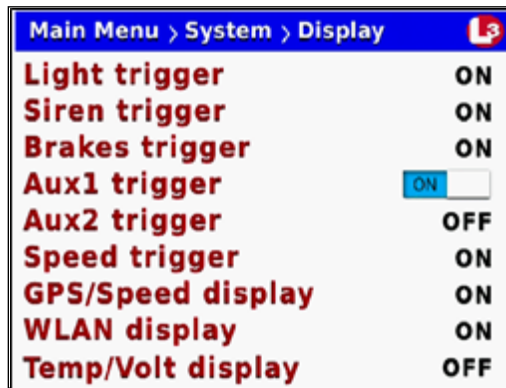 Main Menu > System > Display L3
Light trigger ON
Siren trigger ON
Brakes trigger ON
Aux1 trigger ON
Aux2 trigger OFF
Speed trigger ON
GPS/Speed display ON
WLAN display ON
Temp/Volt display OFF